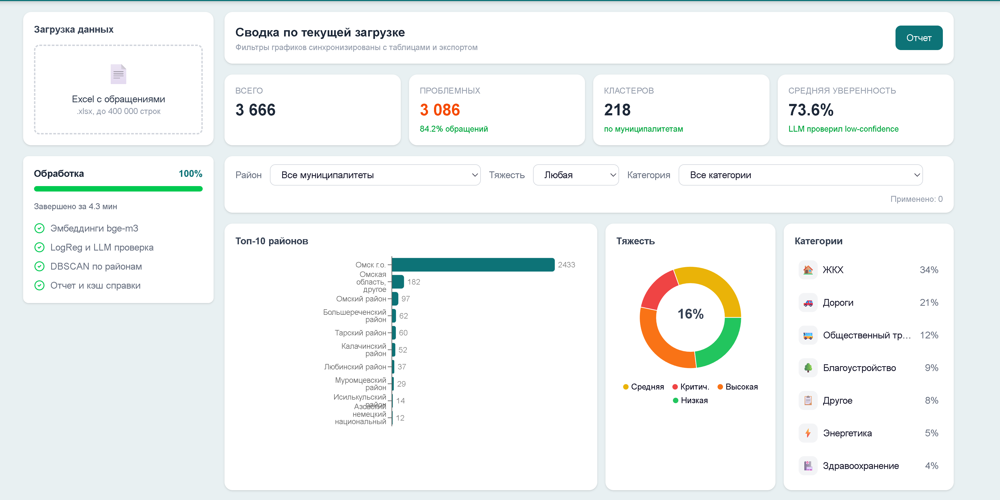 Загрузка данных
Excel с обращениями
.xlsx, до 400 000 строк
Обработка 100%
Завершено за 4.3 мин
Эмбеддинги bge-m3
LogReg и LLM проверка
DBSCAN по районам
Отчет и кэш справки
Сводка по текущей загрузке
Фильтры графиков синхронизированы с таблицами и экспортом
Отчет
ВСЕГО
3 666
ПРОБЛЕМНЫХ
3 086
84.2% обращений
КЛАСТЕРОВ
218
по муниципалитетам
СРЕДНЯЯ УВЕРЕННОСТЬ
73.6%
LLM проверил low-confidence
Район Все муниципалитеты Тяжесть Любая Категория Все категории
Применено: 0
Топ-10 районов
Омск г.о. 2433
Омская
область,
другое 182
Омский район 97
Большереченский
район 62
Тарский район 60
Калачинский
район 52
Любинский район 37
Муромцевский
район 29
Исилькульский
район 14
Азовский
немецкий
национальный 12
Тяжесть
16%
Средняя Критич. Высокая
Низкая
Категории
ЖКХ 34%
Дороги 21%
Общественный тр... 12%
Благоустройство 9%
Другое 8%
Энергетика 5%
Здравоохранение 4%